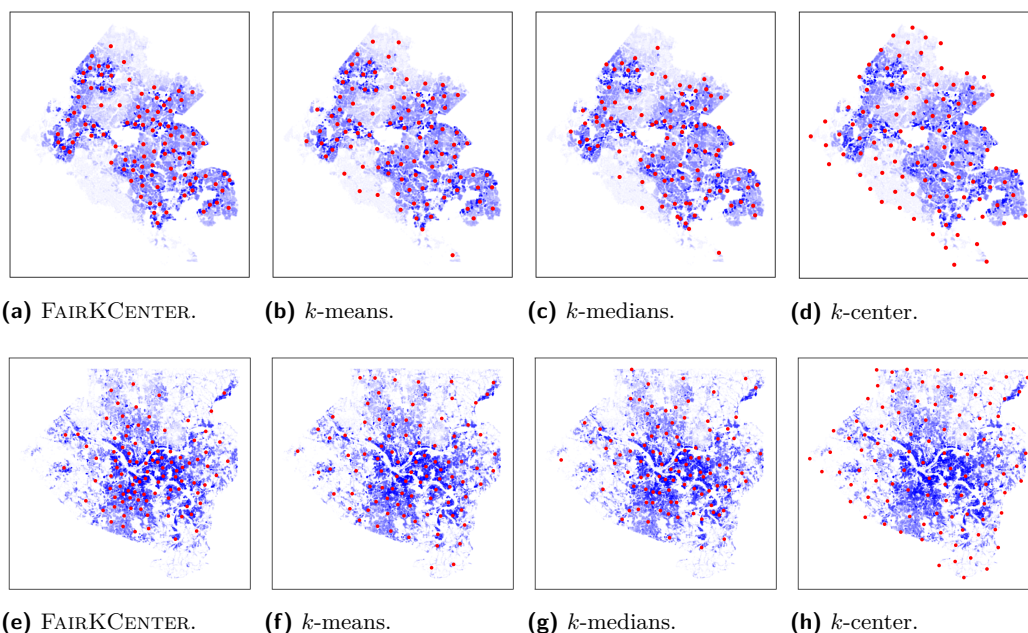 (a) FAIRKCENTER. (b) k-means. (c) k-medians. (d) k-center.
(e) FAIRKCENTER. (f) k-means. (g) k-medians. (h) k-center.